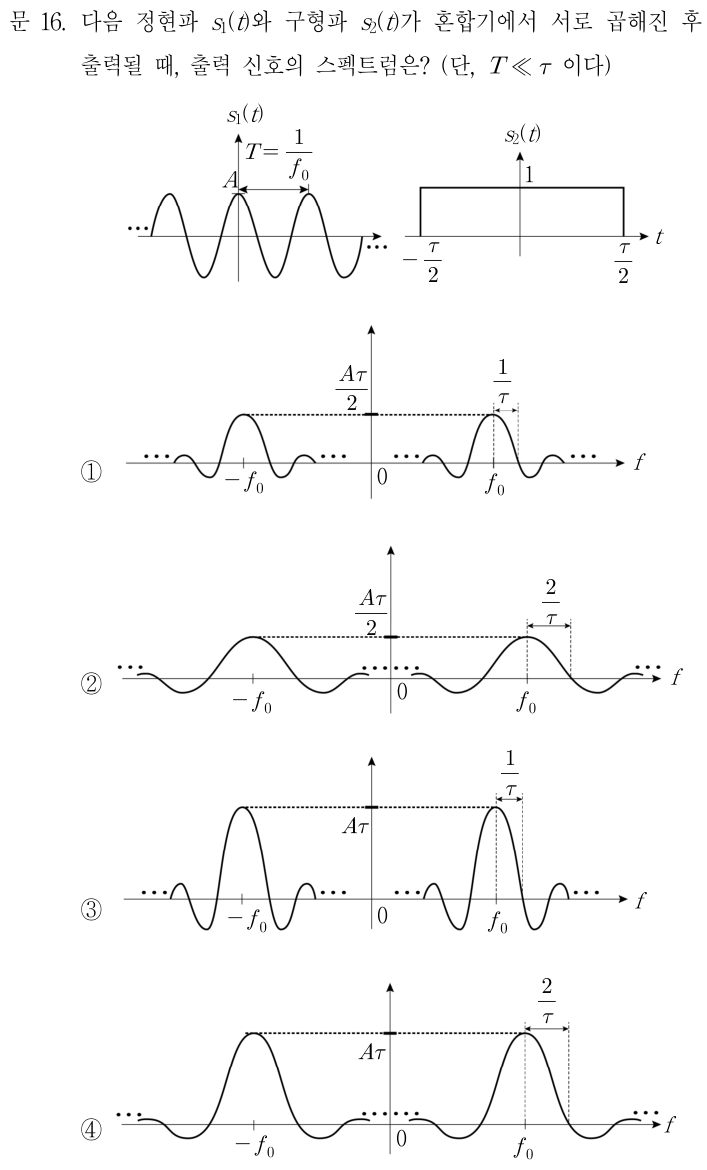 문 16. 다음 정현파 s₁(t)와 구형파 s₂(t)가 혼합기에서 서로 곱해진 후
출력될 때, 출력 신호의 스펙트럼은? (단, T ≪ τ 이다)
s₁(t)
T = 1/f₀
A
...
...
s₂(t)
1
-τ/2
τ/2
t
①
Aτ/2
1/τ
...
...
...
...
-f₀
0
f₀
f
②
Aτ/2
2/τ
...
......
...
-f₀
0
f₀
f
③
Aτ
1/τ
...
...
...
...
-f₀
0
f₀
f
④
Aτ
2/τ
...
......
...
-f₀
0
f₀
f